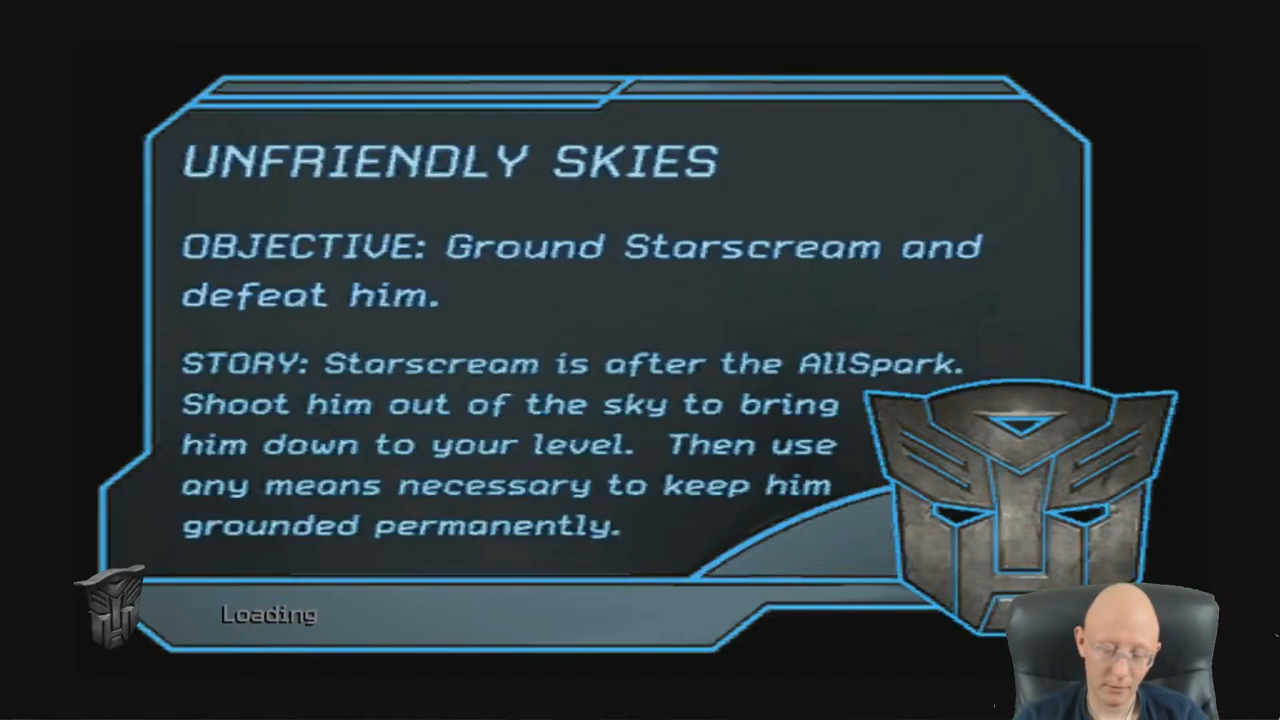 UNFRIENDLY SKIES
OBJECTIVE: Ground Starscream and
defeat him.
STORY: Starscream is after the AllSpark.
Shoot him out of the sky to bring
him down to your level. Then use
any means necessary to keep him
grounded permanently.
Loading